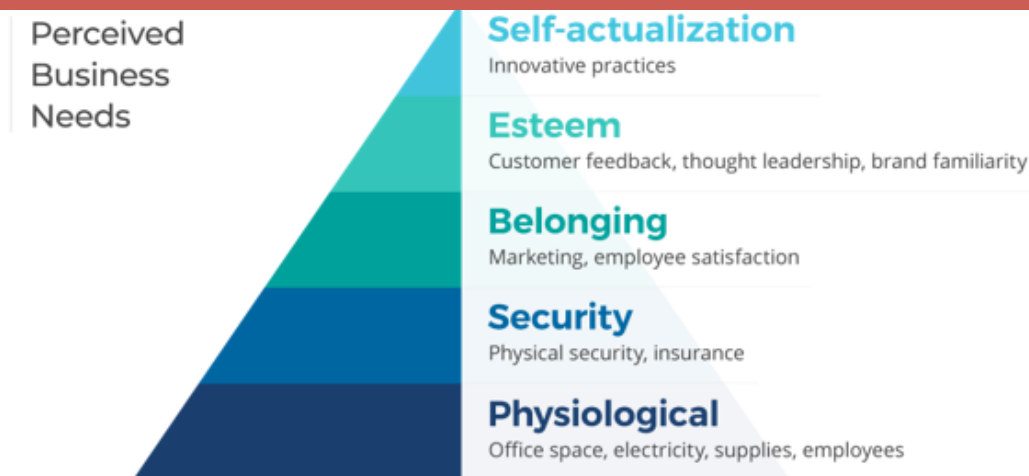 Perceived
Business
Needs
Self-actualization
Innovative practices
Esteem
Customer feedback, thought leadership, brand familiarity
Belonging
Marketing, employee satisfaction
Security
Physical security, insurance
Physiological
Office space, electricity, supplies, employees